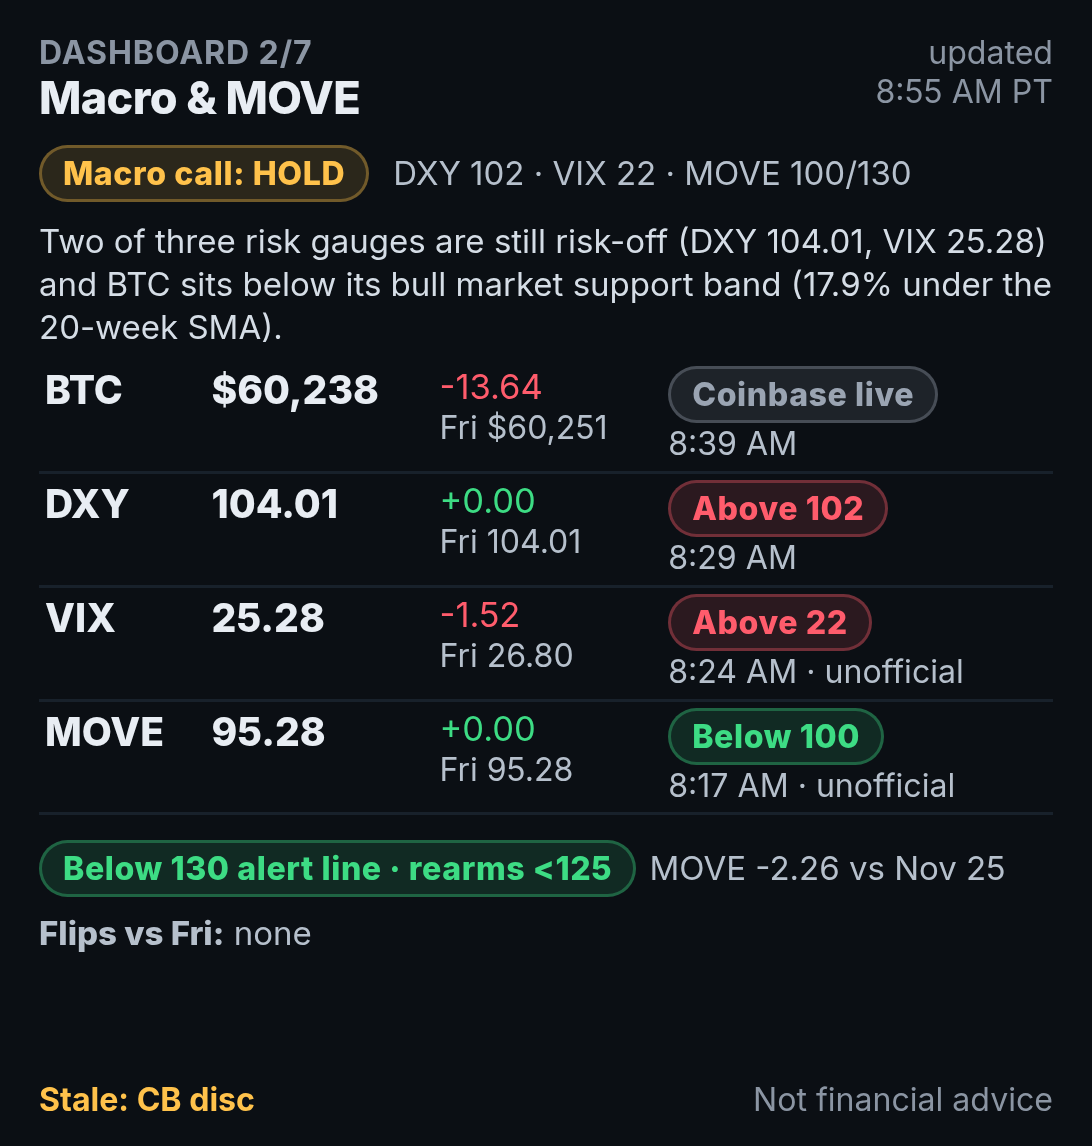 DASHBOARD 2/7
updated
Macro & MOVE
8:55 AM PT
Macro call: HOLD
DXY 102 · VIX 22 · MOVE 100/130
Two of three risk gauges are still risk-off (DXY 104.01, VIX 25.28)
and BTC sits below its bull market support band (17.9% under the
20-week SMA).
BTC $60,238 -13.64 Coinbase live
Fri $60,251 8:39 AM
DXY 104.01 +0.00 Above 102
Fri 104.01 8:29 AM
VIX 25.28 -1.52 Above 22
Fri 26.80 8:24 AM · unofficial
MOVE 95.28 +0.00 Below 100
Fri 95.28 8:17 AM · unofficial
Below 130 alert line · rearms <125 MOVE -2.26 vs Nov 25
Flips vs Fri: none
Stale: CB disc
Not financial advice